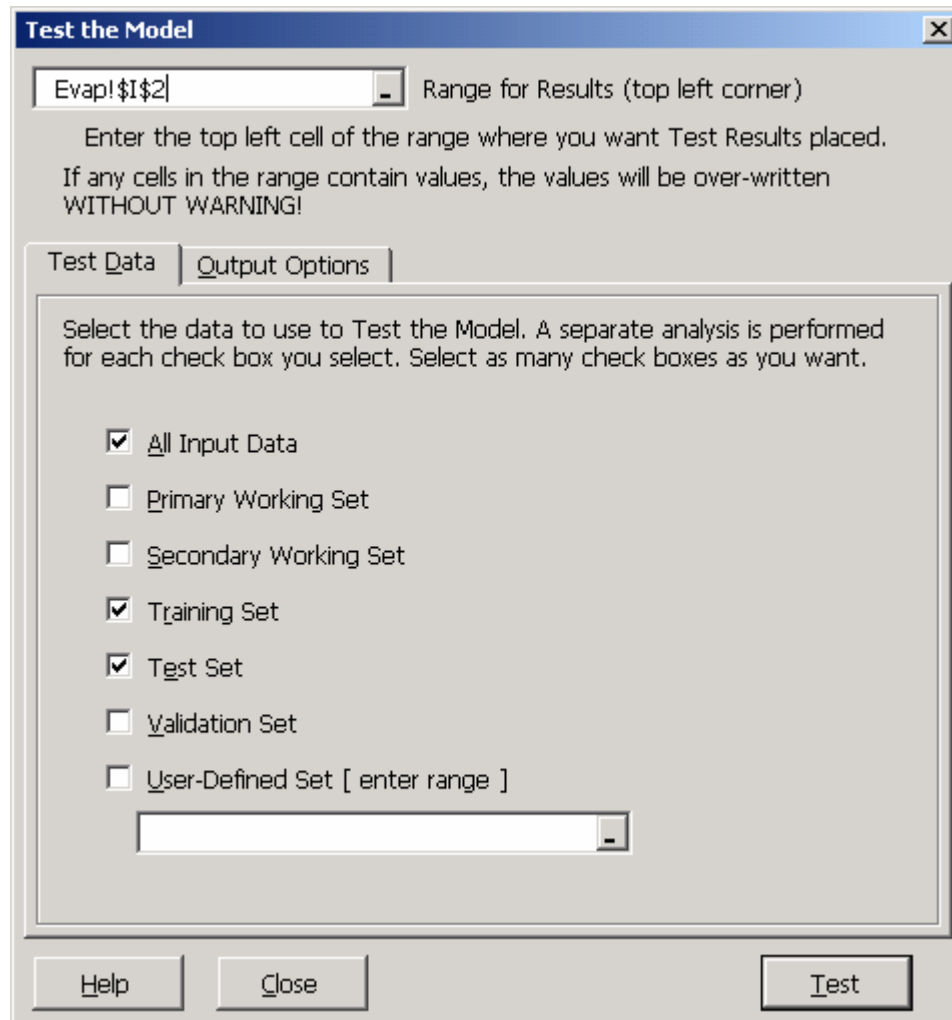 Test the Model
Evap!$I$2
Range for Results (top left corner)
Enter the top left cell of the range where you want Test Results placed.
If any cells in the range contain values, the values will be over-written
WITHOUT WARNING!
Test Data
Output Options
Select the data to use to Test the Model. A separate analysis is performed
for each check box you select. Select as many check boxes as you want.
All Input Data
Primary Working Set
Secondary Working Set
Training Set
Test Set
Validation Set
User-Defined Set [ enter range ]
Help
Close
Test